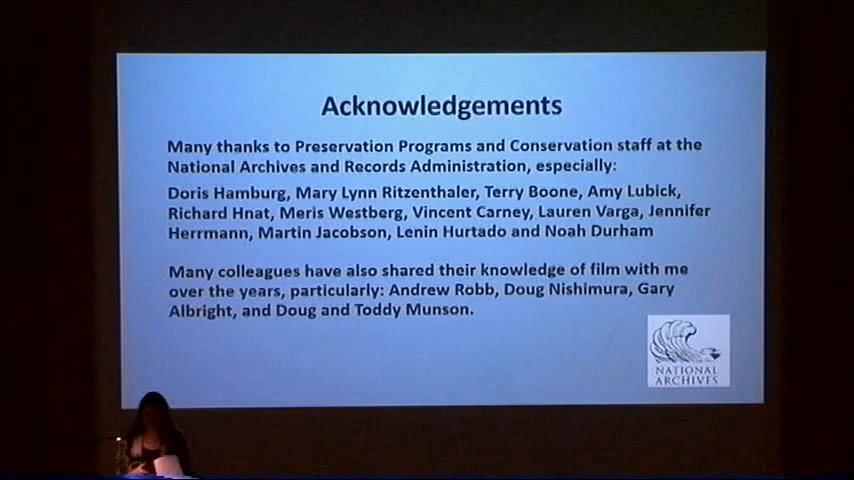 Acknowledgements
Many thanks to Preservation Programs and Conservation staff at the
National Archives and Records Administration, especially:
Doris Hamburg, Mary Lynn Ritzenthaler, Terry Boone, Amy Lubick,
Richard Hnat, Meris Westberg, Vincent Carney, Lauren Varga, Jennifer
Herrmann, Martin Jacobson, Lenin Hurtado and Noah Durham
Many colleagues have also shared their knowledge of film with me
over the years, particularly: Andrew Robb, Doug Nishimura, Gary
Albright, and Doug and Toddy Munson.
NATIONAL
ARCHIVES